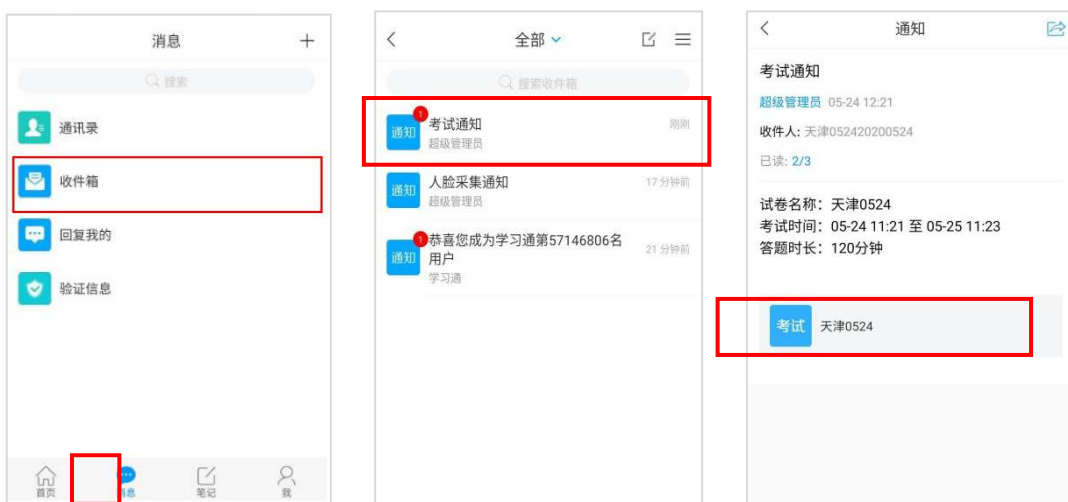 消息
搜索
通讯录
收件箱
回复我的
验证信息
首页
消息
笔记
我
全部
搜索收件箱
通知
1
考试通知
刚刚
超级管理员
通知
人脸采集通知
17 分钟前
超级管理员
通知
1
恭喜您成为学习通第57146806名
用户
21 分钟前
学习通
通知
考试通知
超级管理员 05-24 12:21
收件人: 天津052420200524
已读: 2/3
试卷名称：天津0524
考试时间：05-24 11:21 至 05-25 11:23
答题时长：120分钟
考试 天津0524